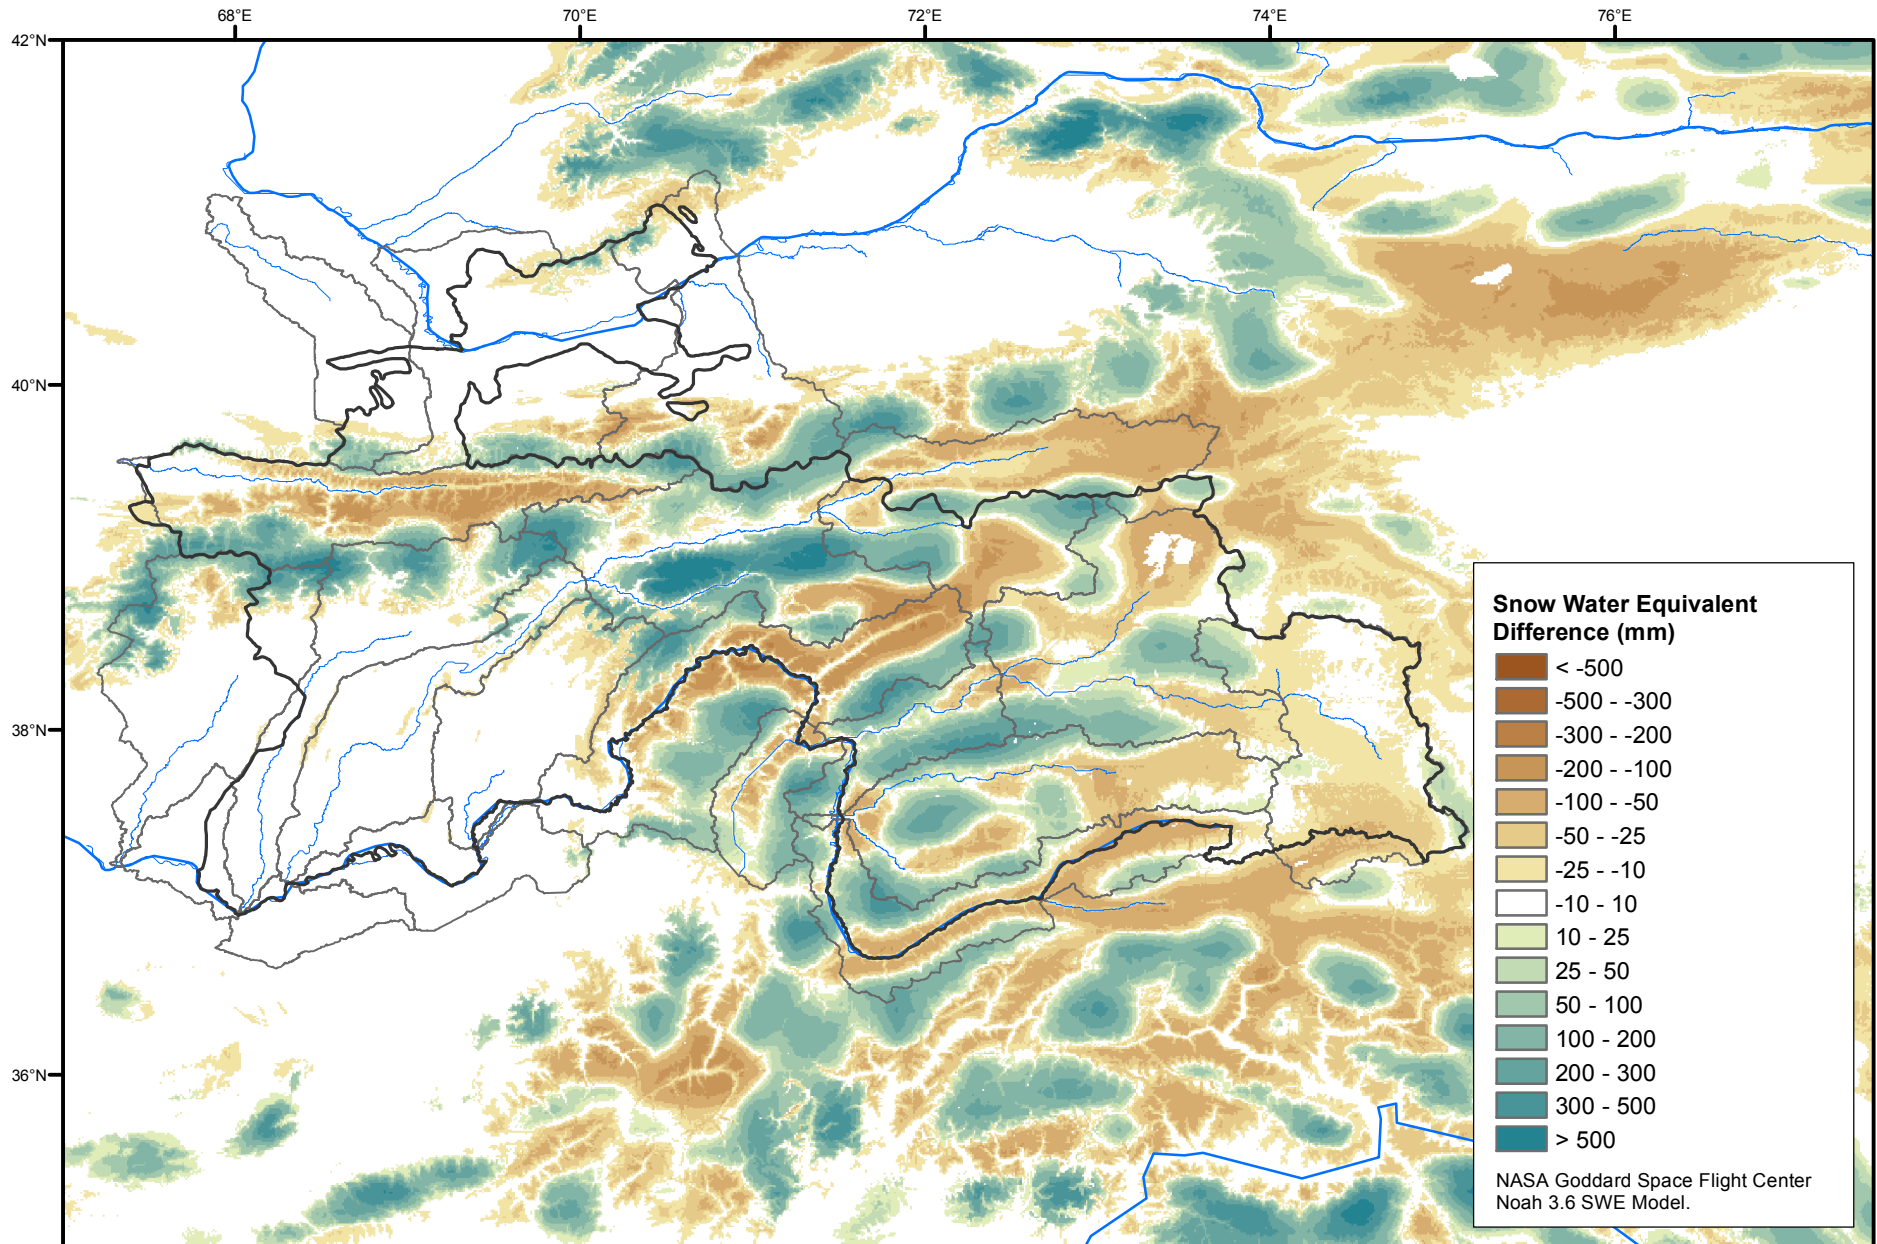 68°E
70°E
72°E
74°E
76°E
42°N
40°N
38°N
36°N
Snow Water Equivalent
Difference (mm)
< -500
-500 - -300
-300 - -200
-200 - -100
-100 - -50
-50 - -25
-25 - -10
-10 - 10
10 - 25
25 - 50
50 - 100
100 - 200
200 - 300
300 - 500
> 500
NASA Goddard Space Flight Center
Noah 3.6 SWE Model.